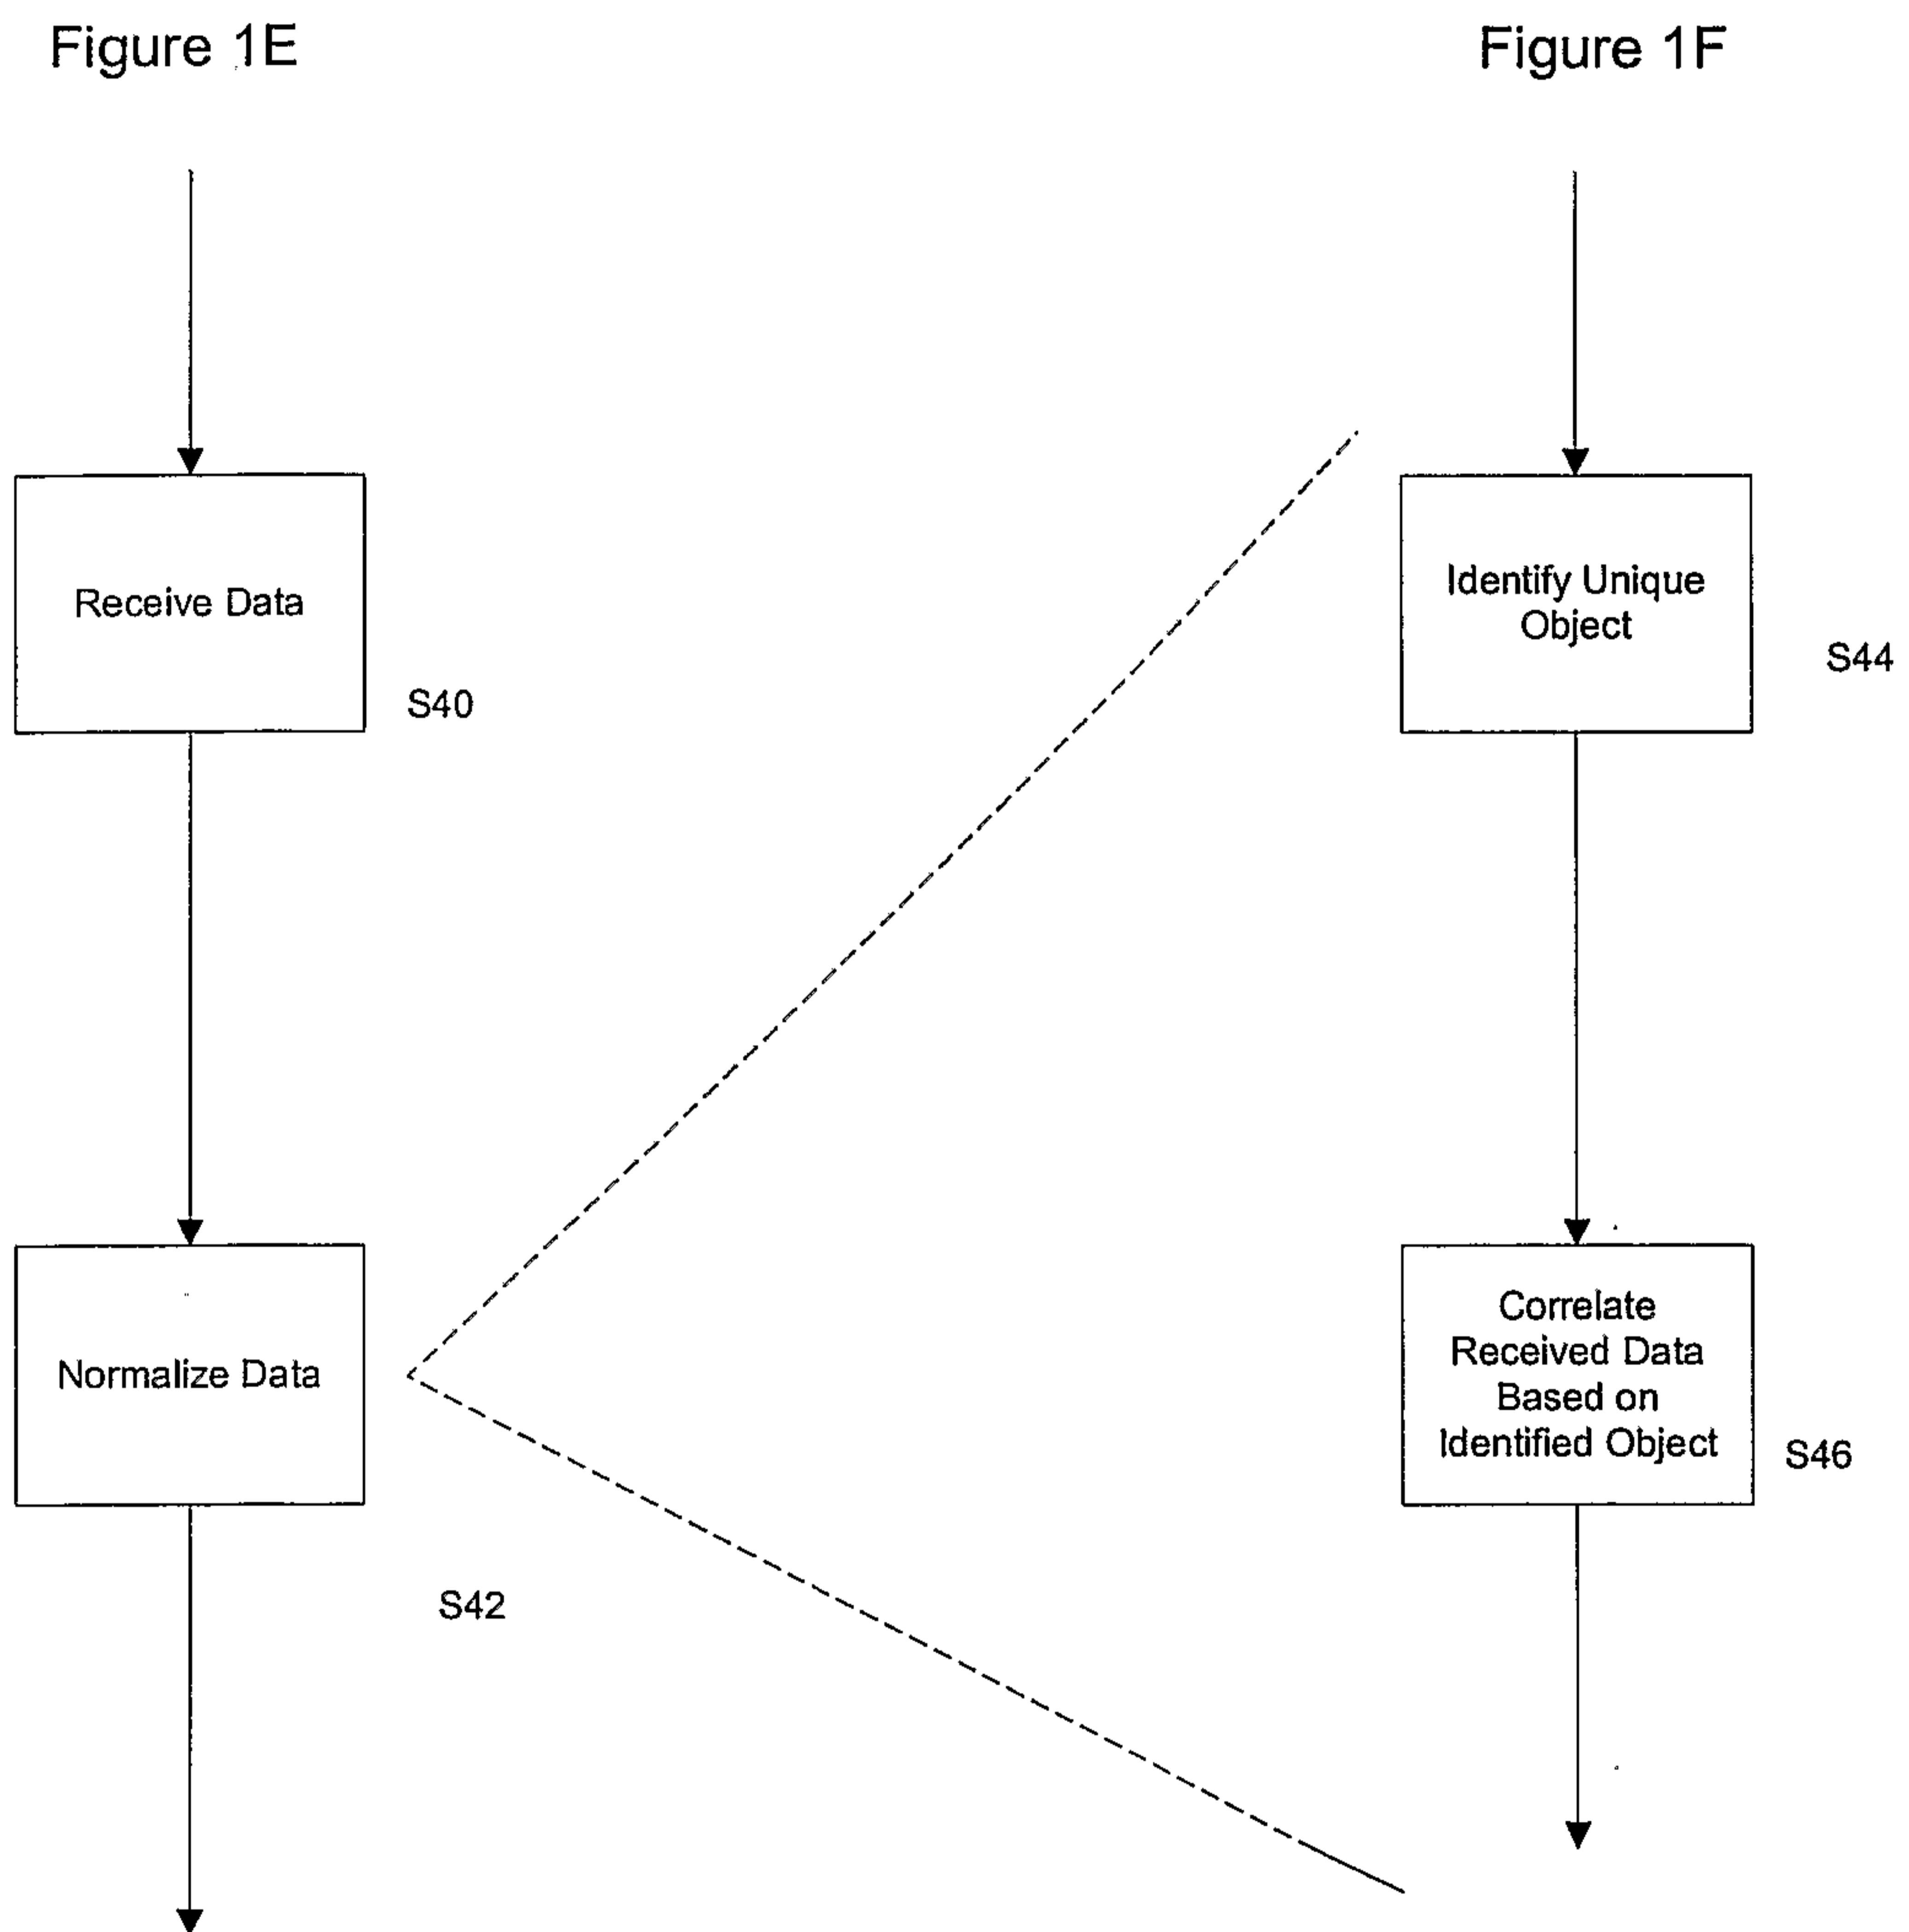 Figure 1E
Receive Data
S40
Normalize Data
S42
Figure 1F
Identify Unique
Object
S44
Correlate
Received Data
Based on
Identified Object
S46